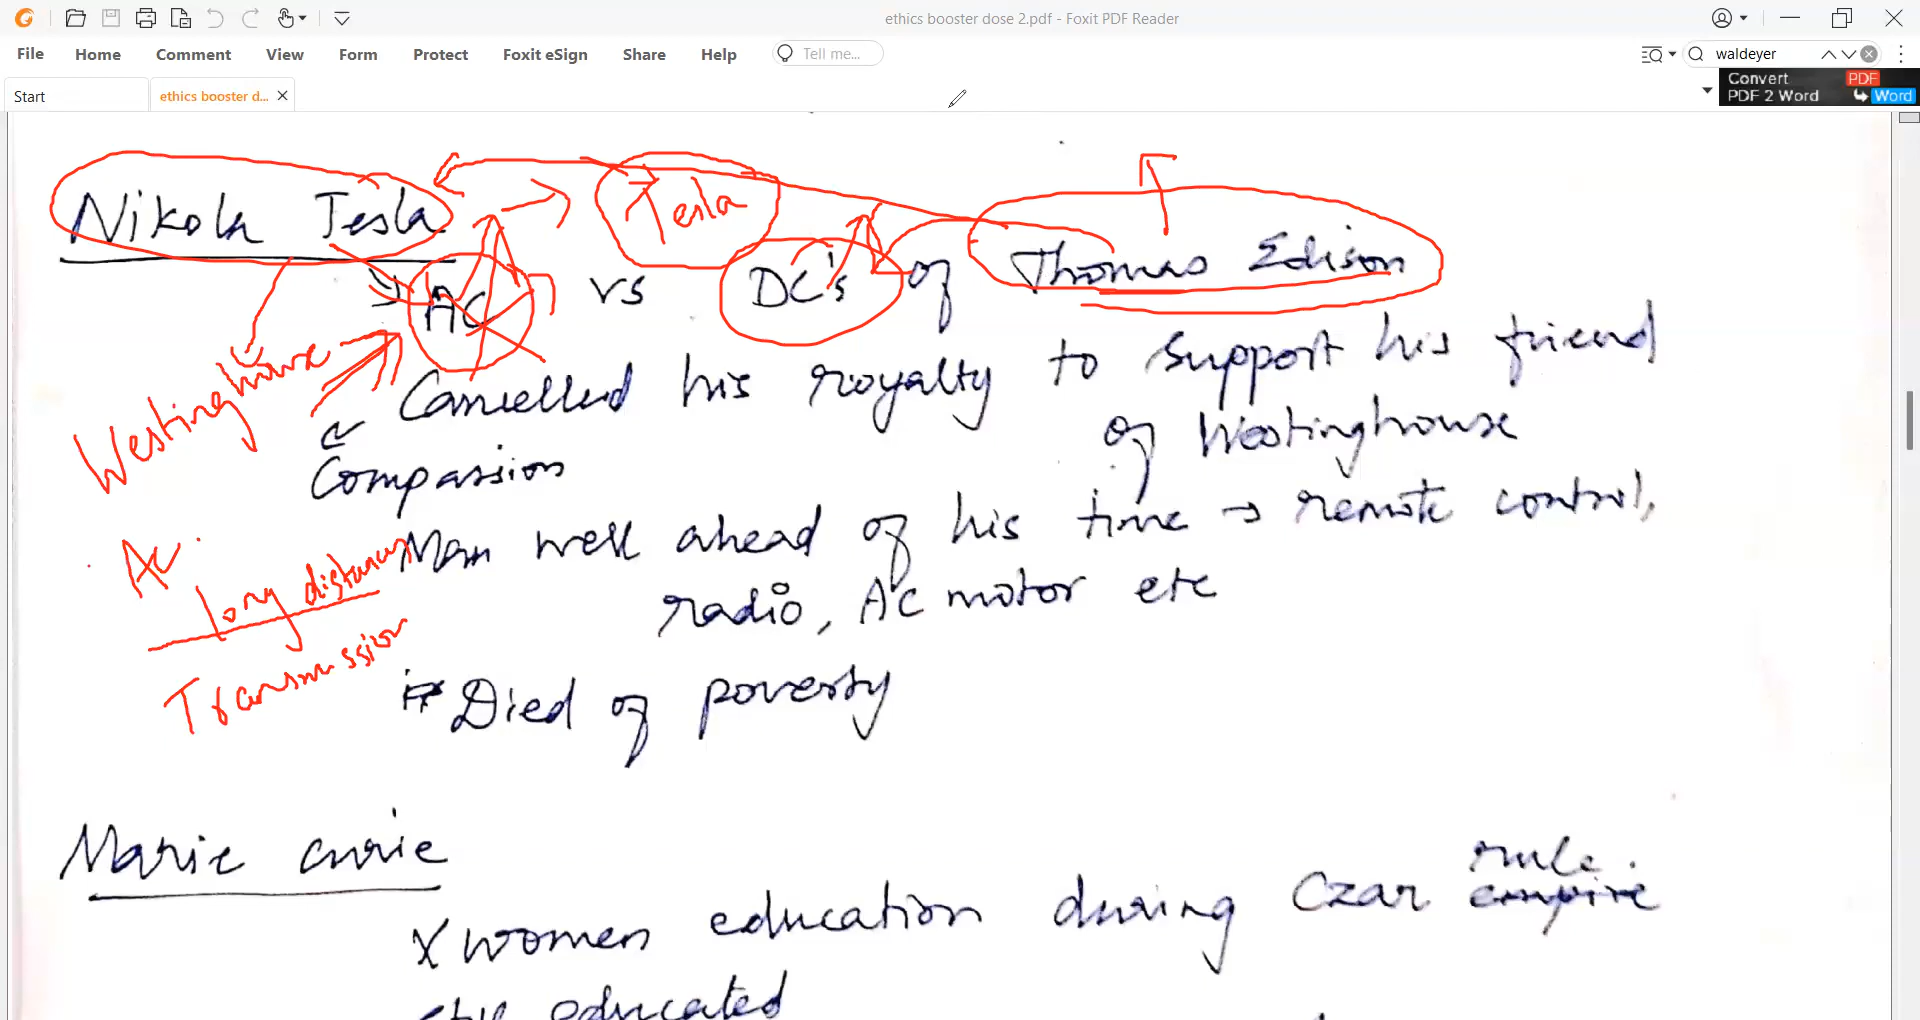 ethics booster dose 2.pdf - Foxit PDF Reader
File Home Comment View Form Protect Foxit eSign Share Help Tell me... waldeyer
Start ethics booster d... Convert PDF 2 Word PDF Word
Nikola Tesla Tesla
AC vs DC's of Thomas Edison
Westinghouse
Cancelled his royalty to support his friend
of Westinghouse
Compassion
AC
long distance
Transmission
Man well ahead of his time → remote control,
radio, AC motor etc
Died of poverty
Marie curie
X women education during Czar rule.
empire
educated